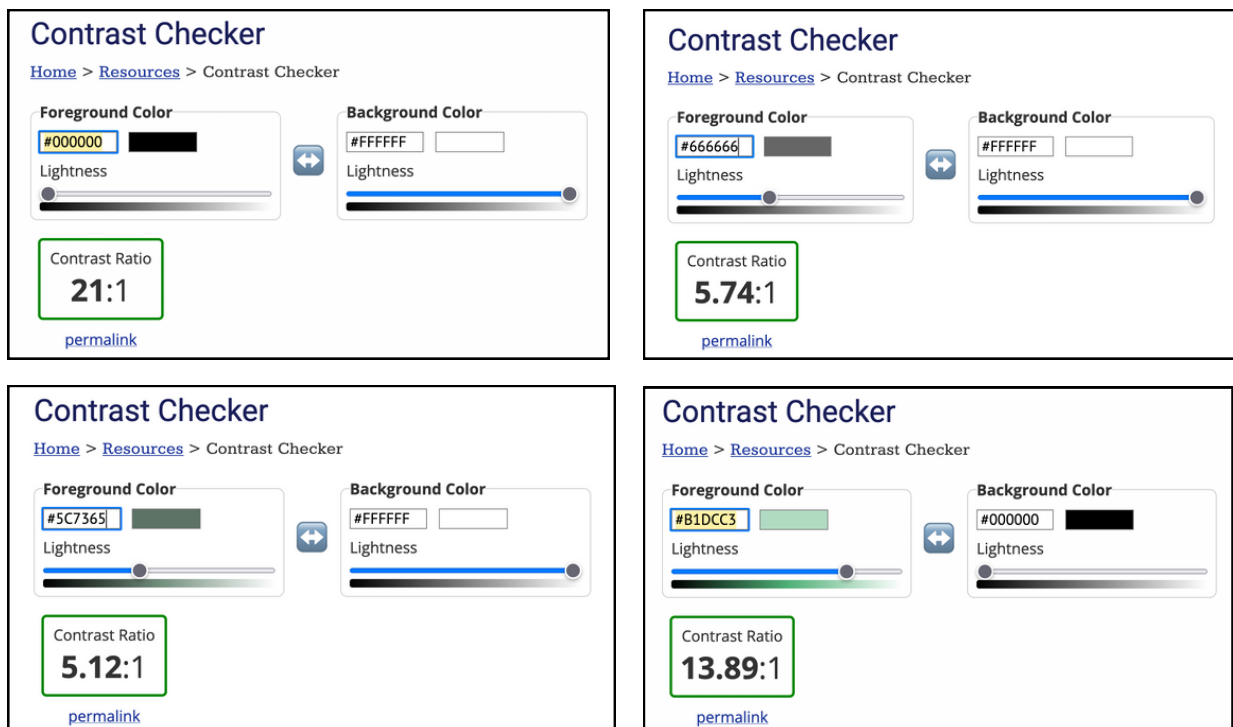 Contrast Checker
Home > Resources > Contrast Checker
Foreground Color
#000000
Lightness
Background Color
#FFFFFF
Lightness
Contrast Ratio
21:1
permalink
Contrast Checker
Home > Resources > Contrast Checker
Foreground Color
#666666
Lightness
Background Color
#FFFFFF
Lightness
Contrast Ratio
5.74:1
permalink
Contrast Checker
Home > Resources > Contrast Checker
Foreground Color
#5C7365
Lightness
Background Color
#FFFFFF
Lightness
Contrast Ratio
5.12:1
permalink
Contrast Checker
Home > Resources > Contrast Checker
Foreground Color
#B1DCC3
Lightness
Background Color
#000000
Lightness
Contrast Ratio
13.89:1
permalink